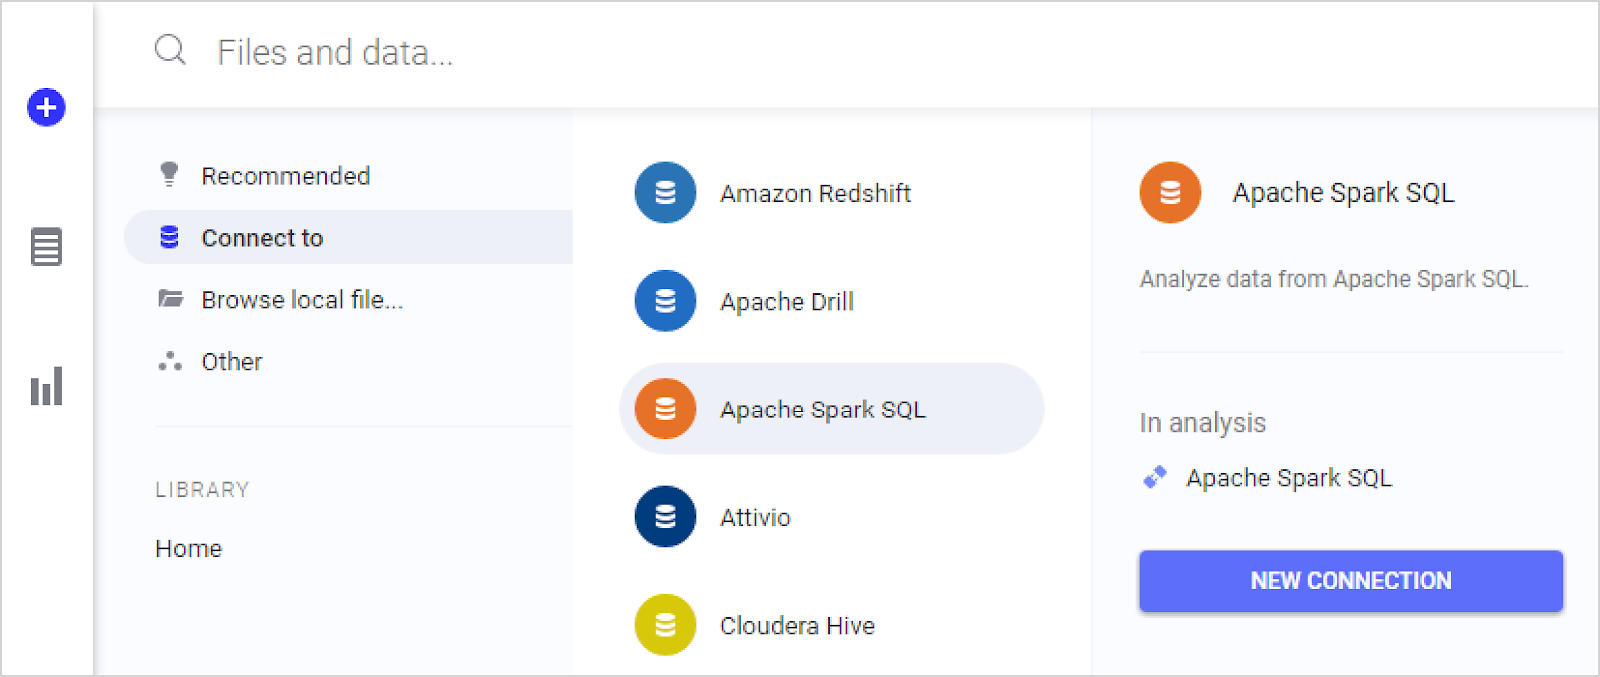 Files and data...
Recommended
Connect to
Browse local file...
Other
LIBRARY
Home
Amazon Redshift
Apache Drill
Apache Spark SQL
Attivio
Cloudera Hive
Apache Spark SQL
Analyze data from Apache Spark SQL.
In analysis
Apache Spark SQL
NEW CONNECTION